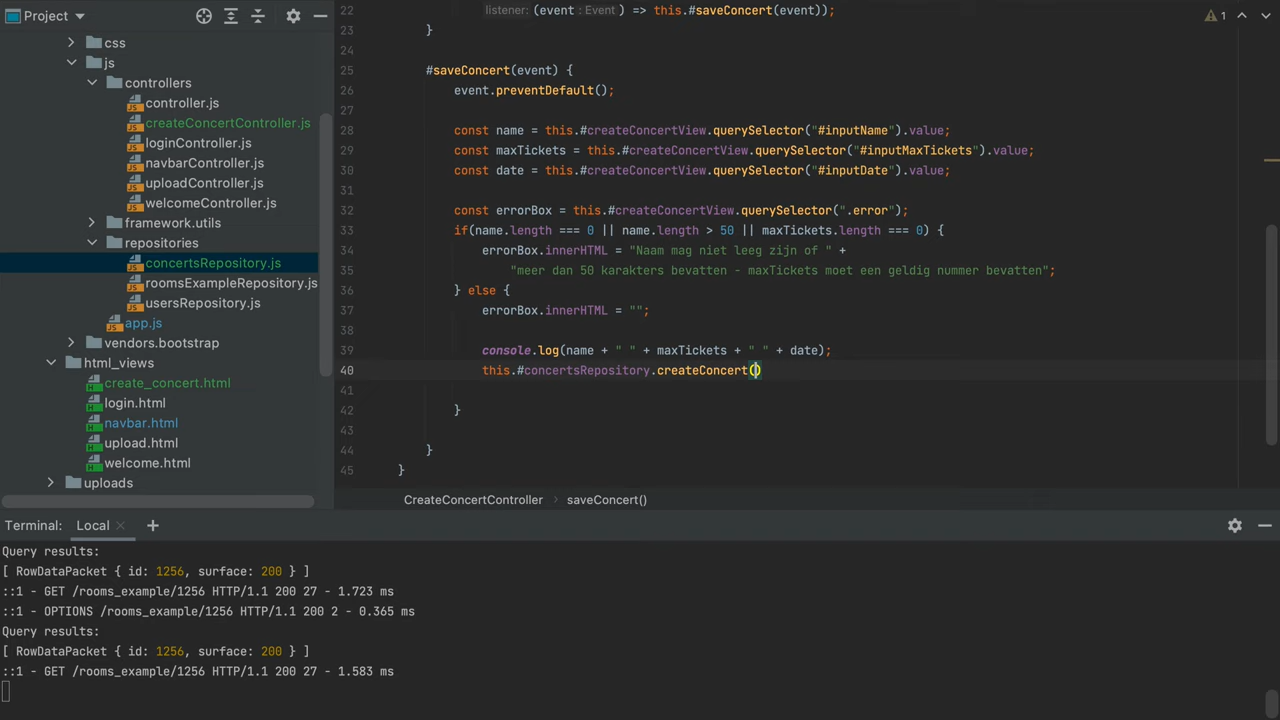 Project
css
js
controllers
controller.js
createConcertController.js
loginController.js
navbarController.js
uploadController.js
welcomeController.js
framework.utils
repositories
concertsRepository.js
roomsExampleRepository.js
usersRepository.js
app.js
vendors.bootstrap
html_views
create_concert.html
login.html
navbar.html
upload.html
welcome.html
uploads
22 listener: (event : Event ) => this.#saveConcert(event));
23 }
24
25 #saveConcert(event) {
26 event.preventDefault();
27
28 const name = this.#createConcertView.querySelector("#inputName").value;
29 const maxTickets = this.#createConcertView.querySelector("#inputMaxTickets").value;
30 const date = this.#createConcertView.querySelector("#inputDate").value;
31
32 const errorBox = this.#createConcertView.querySelector(".error");
33 if(name.length === 0 || name.length > 50 || maxTickets.length === 0) {
34 errorBox.innerHTML = "Naam mag niet leeg zijn of " +
35 "meer dan 50 karakters bevatten - maxTickets moet een geldig nummer bevatten";
36 } else {
37 errorBox.innerHTML = "";
38
39 console.log(name + " " + maxTickets + " " + date);
40 this.#concertsRepository.createConcert()
41
42 }
43
44 }
45 }
1
CreateConcertController > saveConcert()
Terminal: Local × +
Query results:
[ RowDataPacket { id: 1256, surface: 200 } ]
::1 - GET /rooms_example/1256 HTTP/1.1 200 27 - 1.723 ms
::1 - OPTIONS /rooms_example/1256 HTTP/1.1 200 2 - 0.365 ms
Query results:
[ RowDataPacket { id: 1256, surface: 200 } ]
::1 - GET /rooms_example/1256 HTTP/1.1 200 27 - 1.583 ms